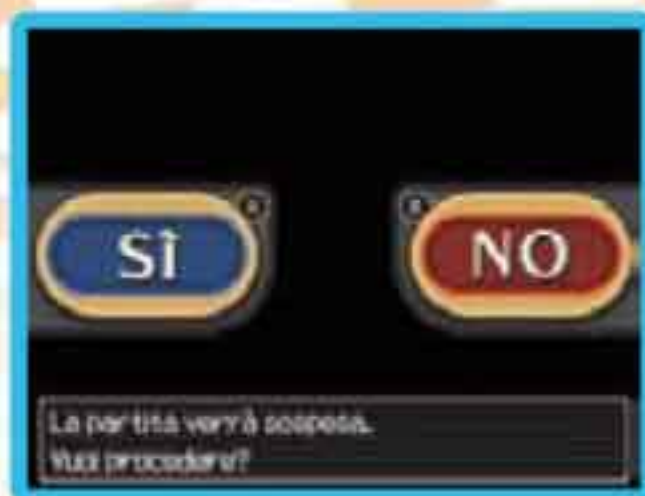 SÌ
NO
La partita verrà sospesa.
Vuoi procedere?